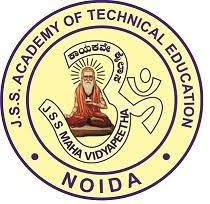 J.S.S. ACADEMY OF TECHNICAL EDUCATION
ಕಾಯಕವೇ ಕೈಲಾಸ
J S S MAHA VIDYAPEETHA
• NOIDA •